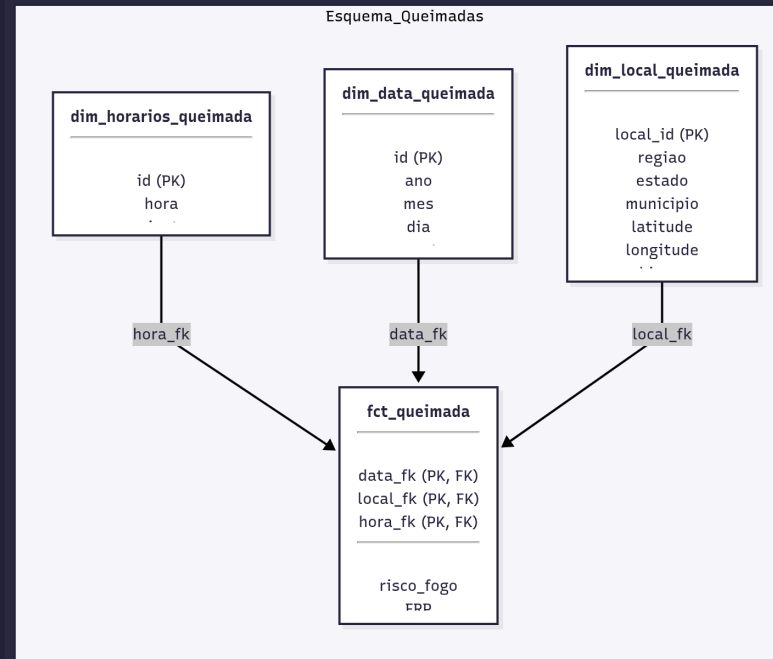 Esquema_Queimadas
dim_horarios_queimada
id (PK)
hora
dim_data_queimada
id (PK)
ano
mes
dia
dim_local_queimada
local_id (PK)
regiao
estado
municipio
latitude
longitude
hora_fk
data_fk
local_fk
fct_queimada
data_fk (PK, FK)
local_fk (PK, FK)
hora_fk (PK, FK)
risco_fogo